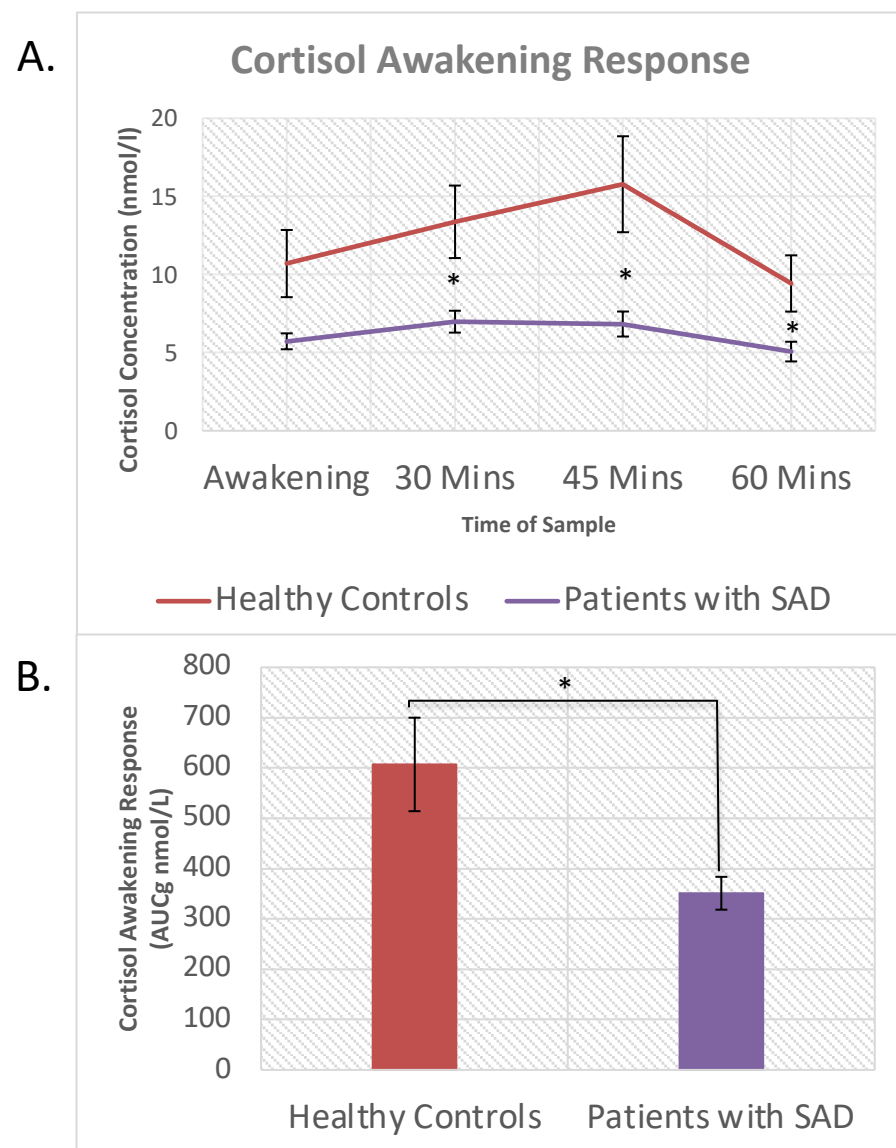 A.
Cortisol Awakening Response
Cortisol Concentration (nmol/l)
20
15
10
5
0
*
*
*
Awakening 30 Mins 45 Mins 60 Mins
Time of Sample
Healthy Controls Patients with SAD
B.
Cortisol Awakening Response
(AUCg nmol/L)
800
700
600
500
400
300
200
100
0
*
Healthy Controls Patients with SAD